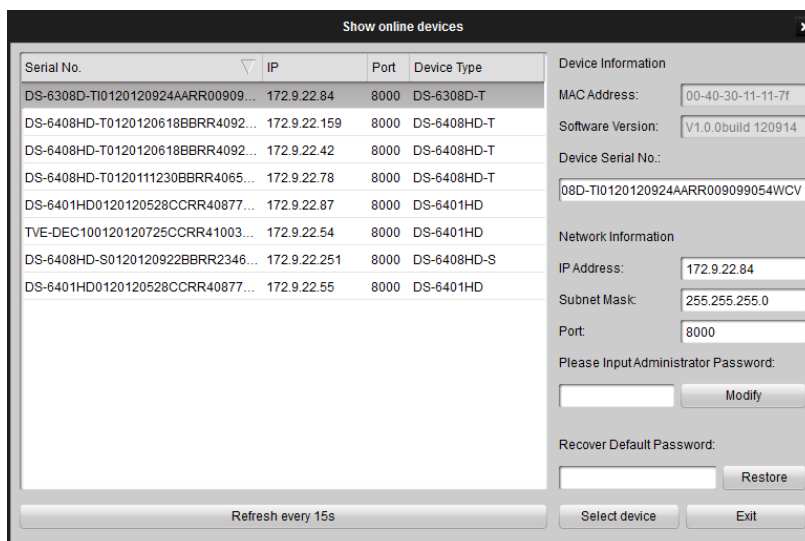 Show online devices
Serial No. IP Port Device Type
DS-6308D-TI0120120924AARR00909... 172.9.22.84 8000 DS-6308D-T
DS-6408HD-T0120120618BBRR4092... 172.9.22.159 8000 DS-6408HD-T
DS-6408HD-T0120120618BBRR4092... 172.9.22.42 8000 DS-6408HD-T
DS-6408HD-T0120111230BBRR4065... 172.9.22.78 8000 DS-6408HD-T
DS-6401HD0120120528CCRR40877... 172.9.22.87 8000 DS-6401HD
TVE-DEC100120120725CCRR41003... 172.9.22.54 8000 DS-6401HD
DS-6408HD-S0120120922BBRR2346... 172.9.22.251 8000 DS-6408HD-S
DS-6401HD0120120528CCRR40877... 172.9.22.55 8000 DS-6401HD
Refresh every 15s
Device Information
MAC Address: 00-40-30-11-11-7f
Software Version: V1.0.0build 120914
Device Serial No.:
08D-TI0120120924AARR009099054WCV
Network Information
IP Address: 172.9.22.84
Subnet Mask: 255.255.255.0
Port: 8000
Please Input Administrator Password:
Modify
Recover Default Password:
Restore
Select device Exit